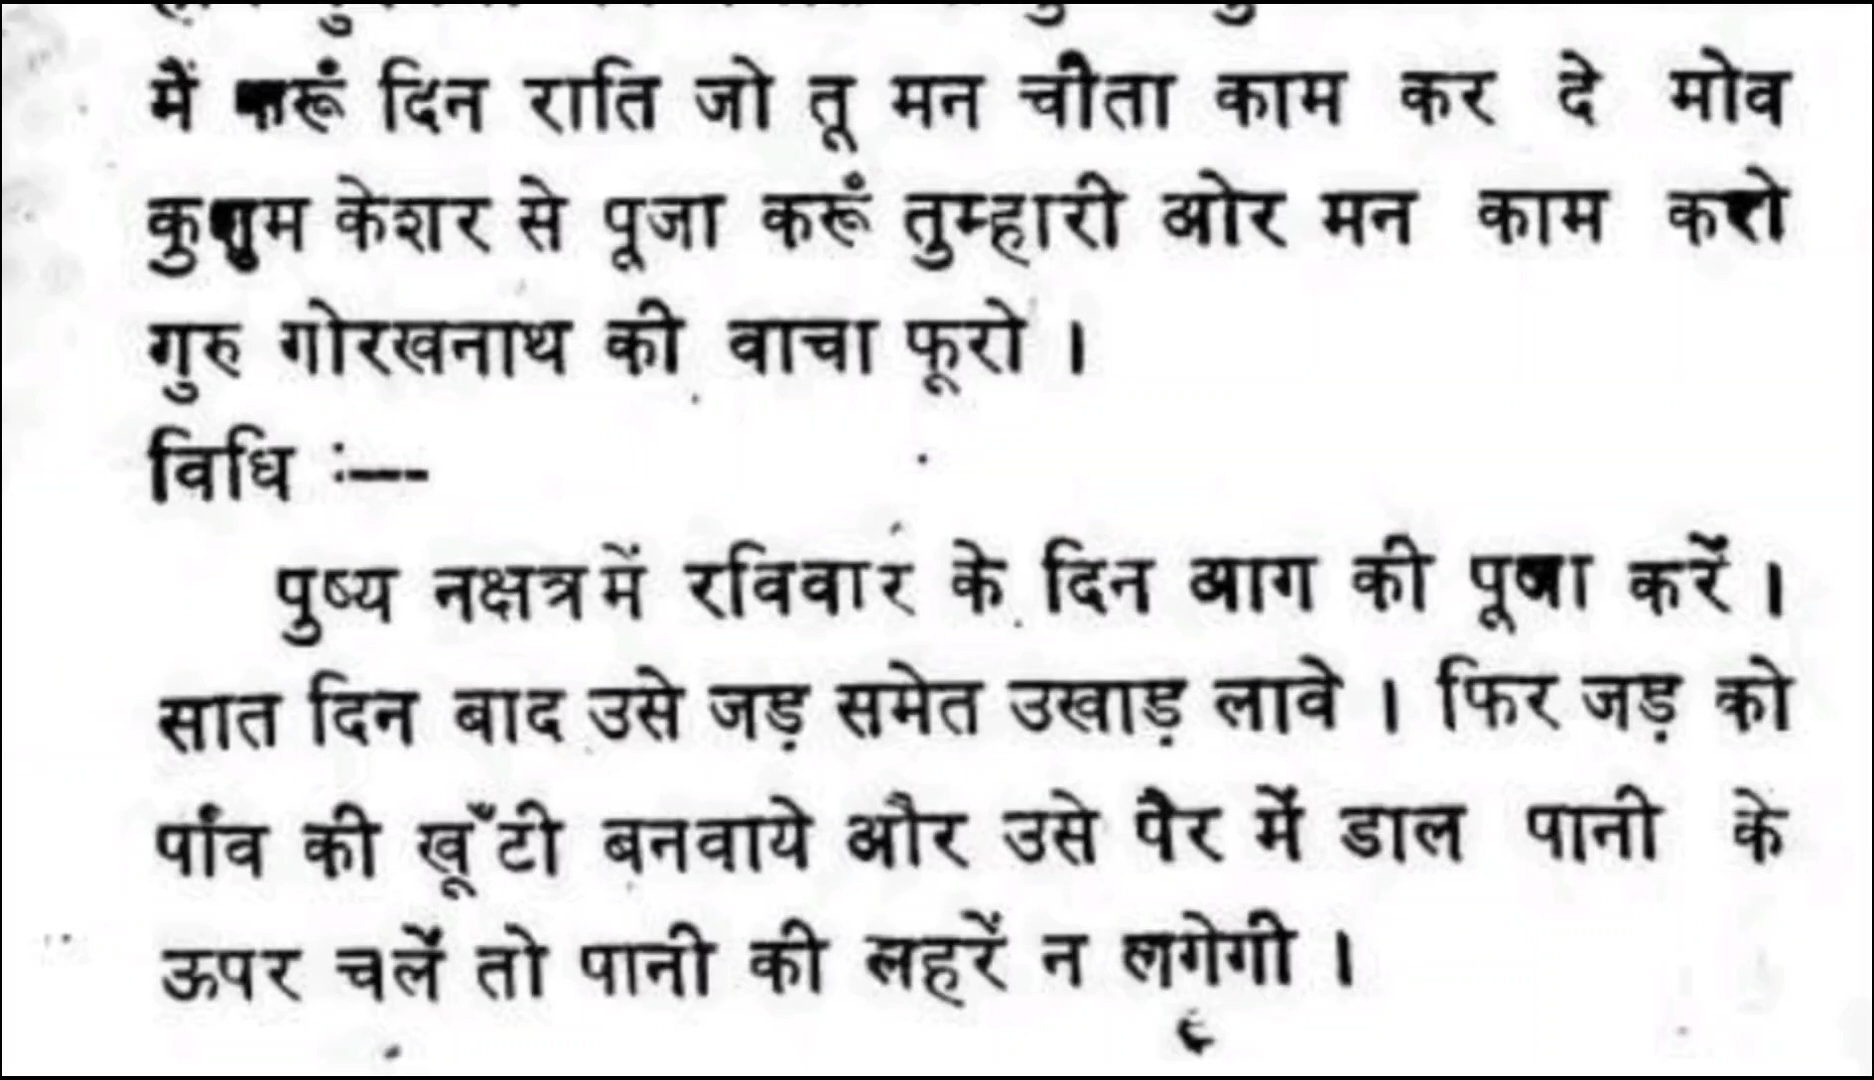 में करूं दिन राति जो तू मन चीता काम कर दे मोव
कुशुम केशर से पूजा करूं तुम्हारी ओर मन काम करो
गुरु गोरखनाथ की वाचा फूरो ।
विधि :—
पुष्य नक्षत्र में रविवार के दिन आग की पूजा करें ।
सात दिन बाद उसे जड़ समेत उखाड़ लावे । फिर जड़ को
पांव की खूँटी बनवाये और उसे पैर में डाल पानी के
ऊपर चलें तो पानी की लहरें न लगेगी ।